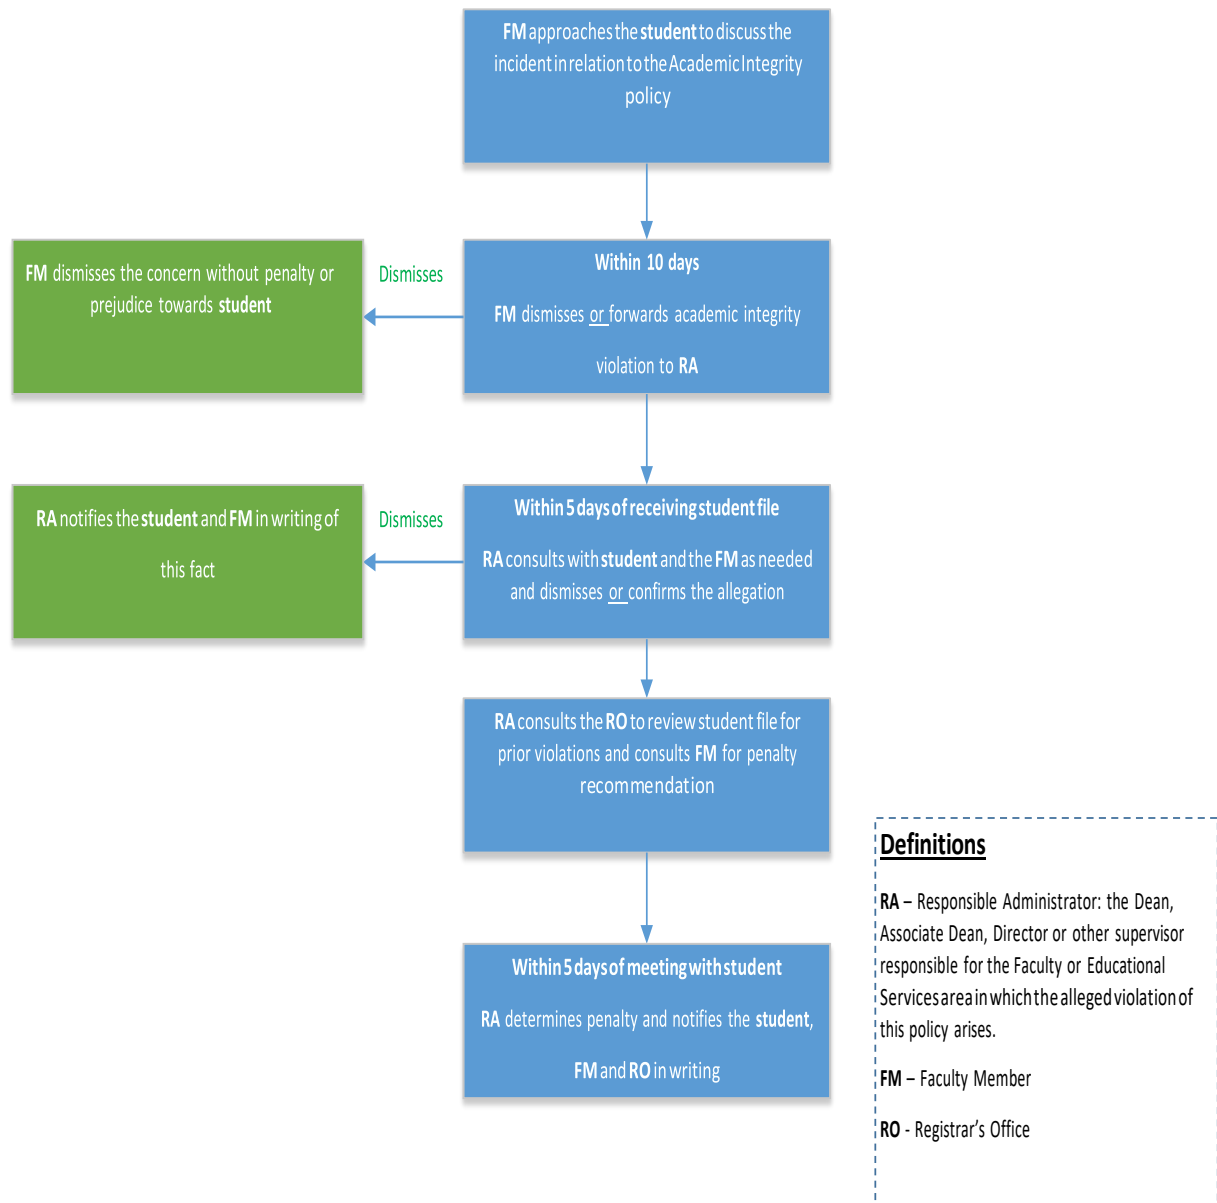 FM approaches the student to discuss the
incident in relation to the Academic Integrity
policy
Within 10 days
FM dismisses or forwards academic integrity
violation to RA
Dismisses
FM dismisses the concern without penalty or
prejudice towards student
Within 5 days of receiving student file
RA consults with student and the FM as needed
and dismisses or confirms the allegation
Dismisses
RA notifies the student and FM in writing of
this fact
RA consults the RO to review student file for
prior violations and consults FM for penalty
recommendation
Within 5 days of meeting with student
RA determines penalty and notifies the student,
FM and RO in writing
Definitions
RA – Responsible Administrator: the Dean,
Associate Dean, Director or other supervisor
responsible for the Faculty or Educational
Services area in which the alleged violation of
this policy arises.
FM – Faculty Member
RO - Registrar’s Office